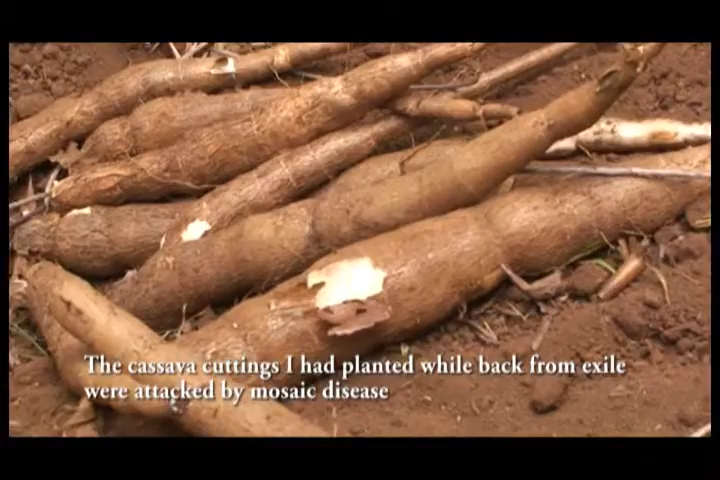 The cassava cuttings I had planted while back from exile
were attacked by mosaic disease